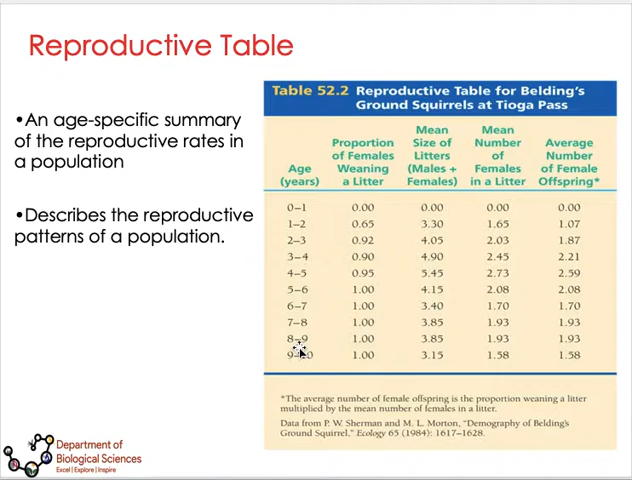 Reproductive Table
•An age-specific summary
of the reproductive rates in
a population
•Describes the reproductive
patterns of a population.
Table 52.2 Reproductive Table for Belding's
Ground Squirrels at Tioga Pass
Age
(years)
Proportion
of Females
Weaning
a Litter
Mean
Size of
Litters
(Males +
Females)
Mean
Number
of
Females
in a Litter
Average
Number
of Female
Offspring*
0–1 0.00 0.00 0.00 0.00
1–2 0.65 3.30 1.65 1.07
2–3 0.92 4.05 2.03 1.87
3–4 0.90 4.90 2.45 2.21
4–5 0.95 5.45 2.73 2.59
5–6 1.00 4.15 2.08 2.08
6–7 1.00 3.40 1.70 1.70
7–8 1.00 3.85 1.93 1.93
8–9 1.00 3.85 1.93 1.93
9–10 1.00 3.15 1.58 1.58
*The average number of female offspring is the proportion weaning a litter
multiplied by the mean number of females in a litter.
Data from P. W. Sherman and M. L. Morton, "Demography of Belding's
Ground Squirrel," Ecology 65 (1984): 1617–1628.
Department of
Biological Sciences
Excel | Explore | Inspire